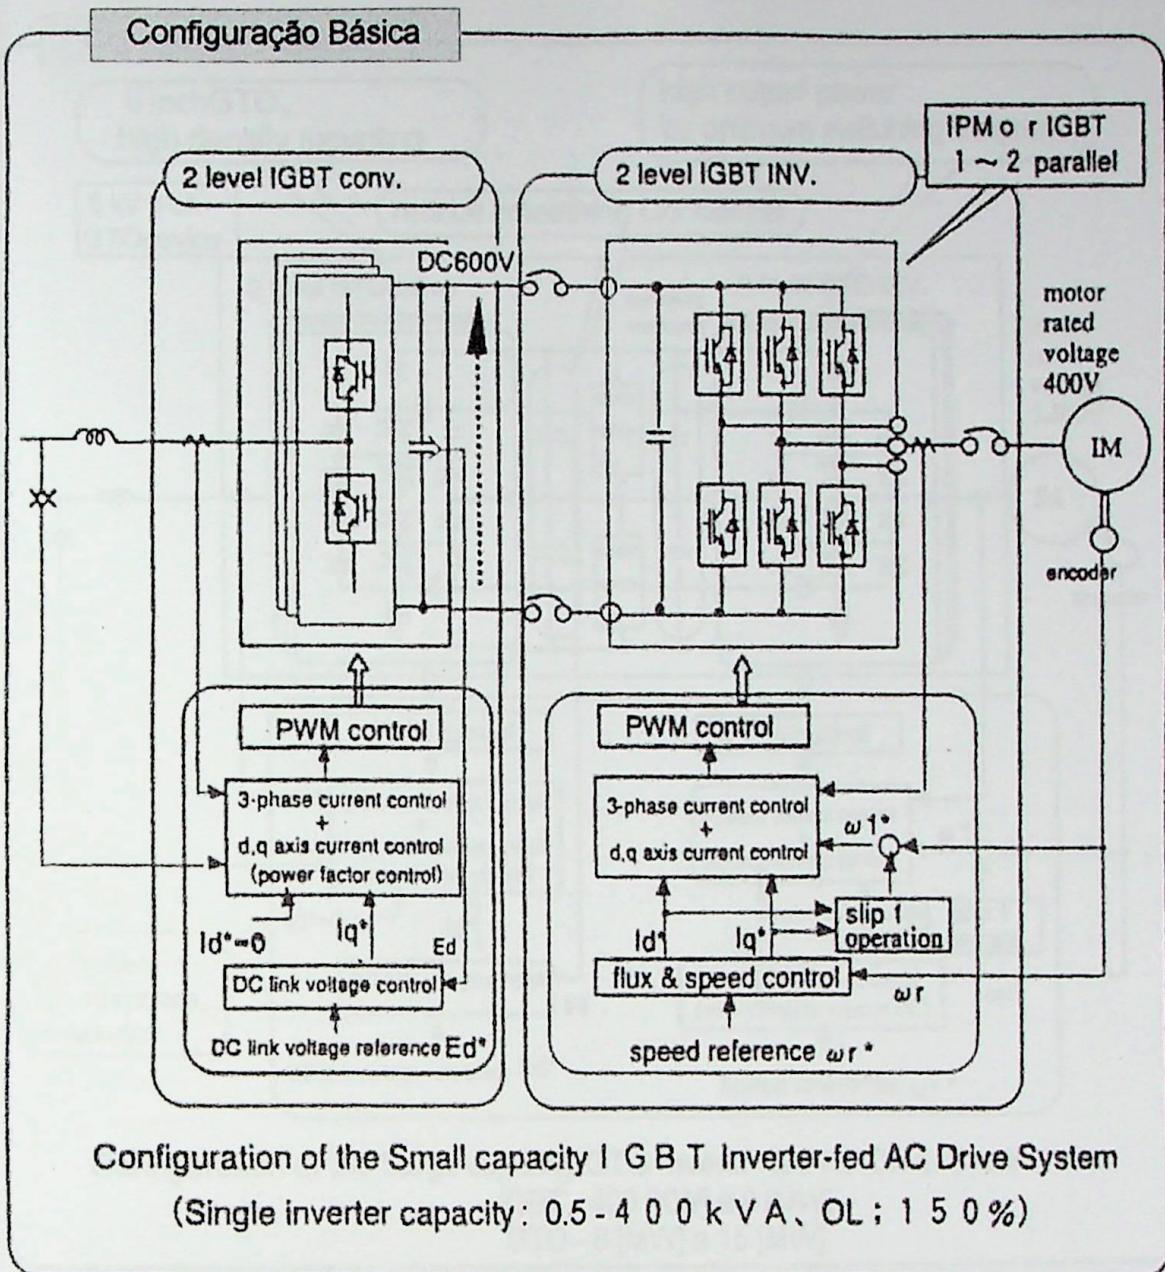 Configuração Básica
IPM o r IGBT
1 ~ 2 parallel
2 level IGBT conv.
2 level IGBT INV.
DC600V
motor
rated
voltage
400V
IM
encoder
PWM control
3-phase current control
+
d,q axis current control
(power factor control)
Id*=0
Iq*
Ed
DC link voltage control
DC link voltage reference Ed*
PWM control
3-phase current control
+
d,q axis current control
ω1*
slip 1
operation
Id*
Iq*
flux & speed control
ωr
speed reference ωr*
Configuration of the Small capacity I G B T Inverter-fed AC Drive System
(Single inverter capacity: 0.5-4 0 0 k V A、OL ; 1 5 0%)